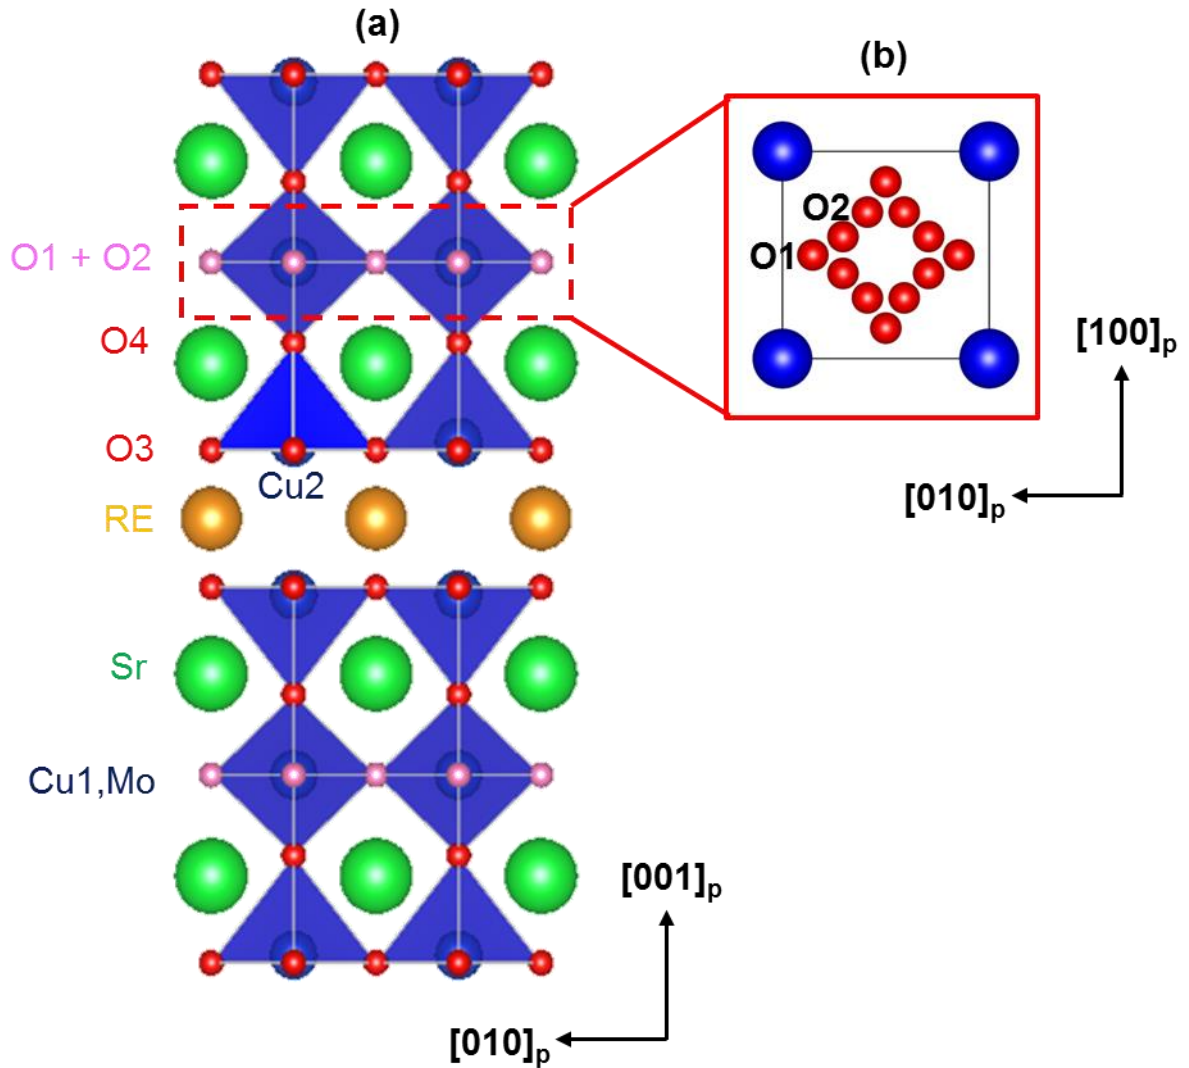 (a)
(b)
O1 + O2
O4
O3
Cu2
RE
Sr
Cu1,Mo
[001]p
[010]p
O2
O1
[100]p
[010]p